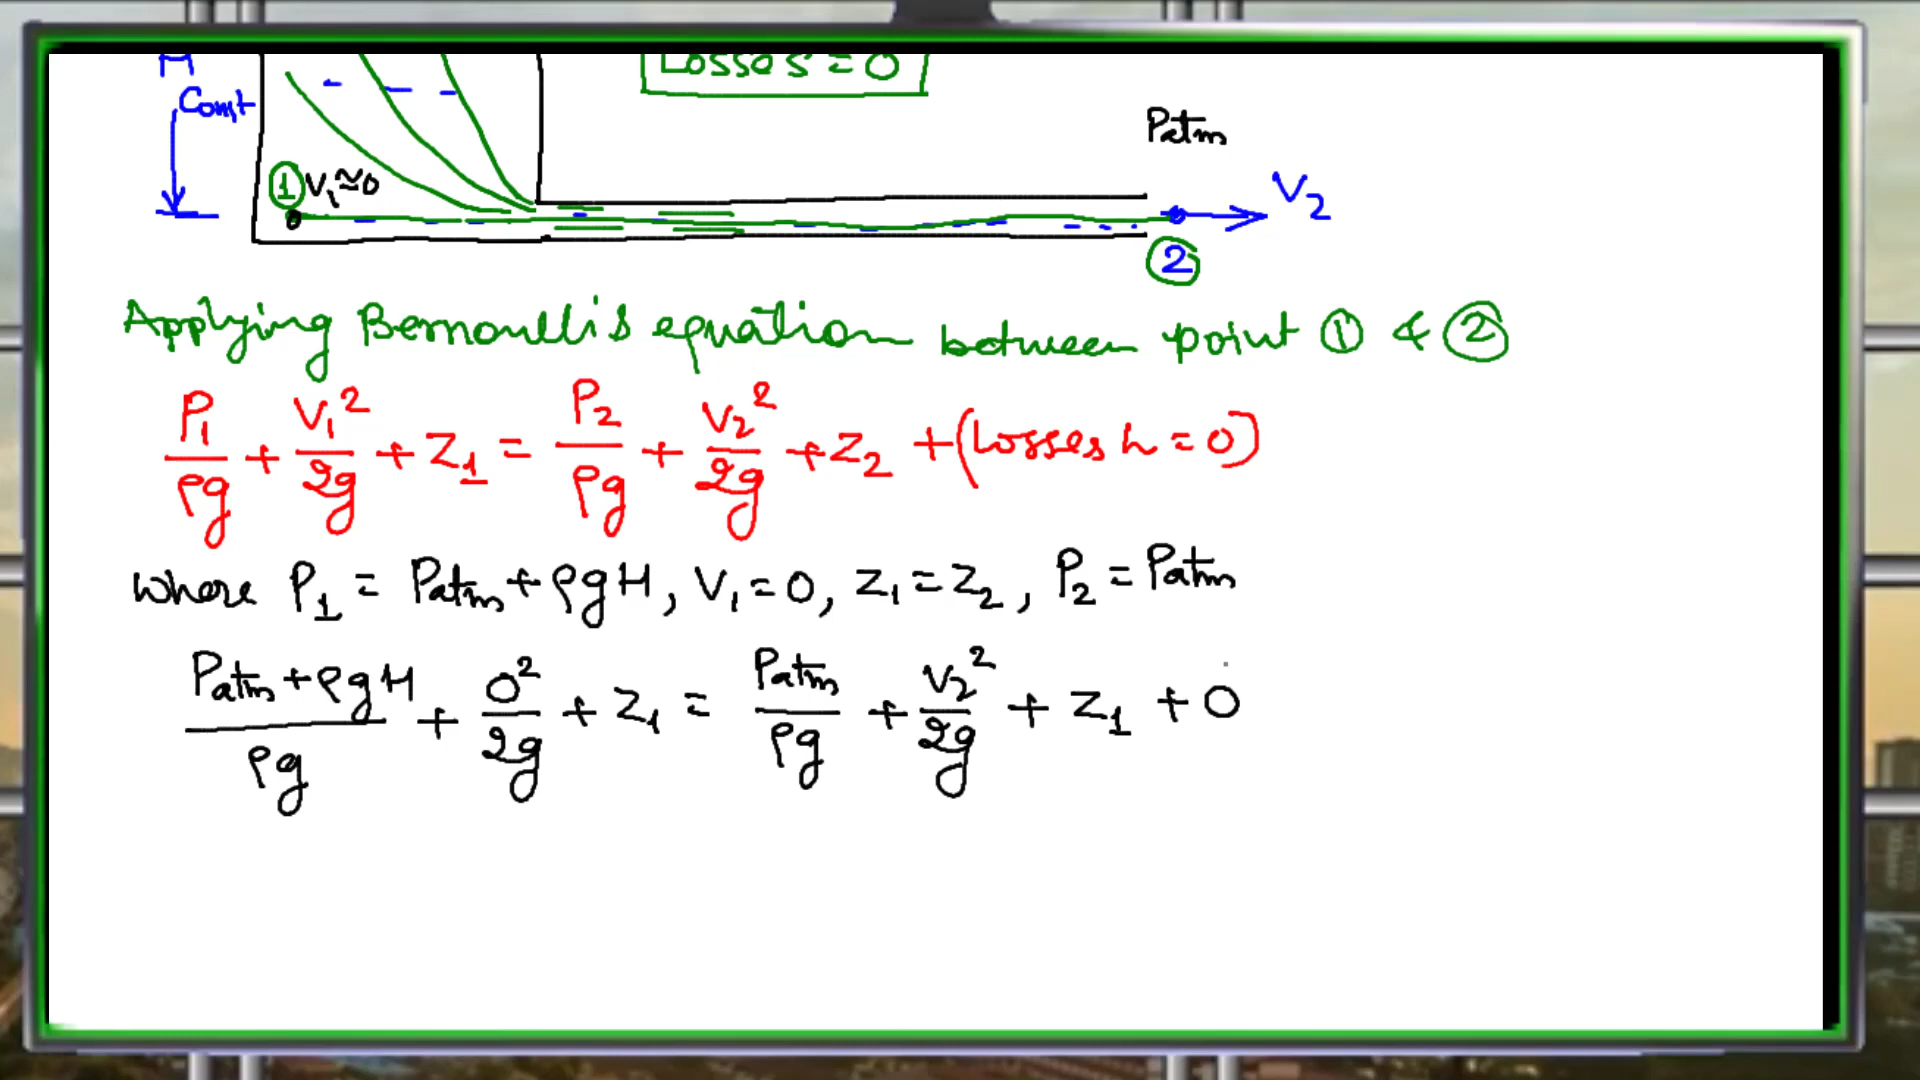 Losses = 0
H
Const
Patm
① V₁≈0
V₂
②
Applying Bernoullis equation between point ① & ②
P₁/ρg + V₁²/2g + Z₁ = P₂/ρg + V₂²/2g + Z₂ + (Losses h = 0)
where P₁ = Patm + ρgH, V₁ = 0, Z₁ = Z₂, P₂ = Patm
(Patm + ρgH)/ρg + 0²/2g + Z₁ = Patm/ρg + V₂²/2g + Z₁ + 0